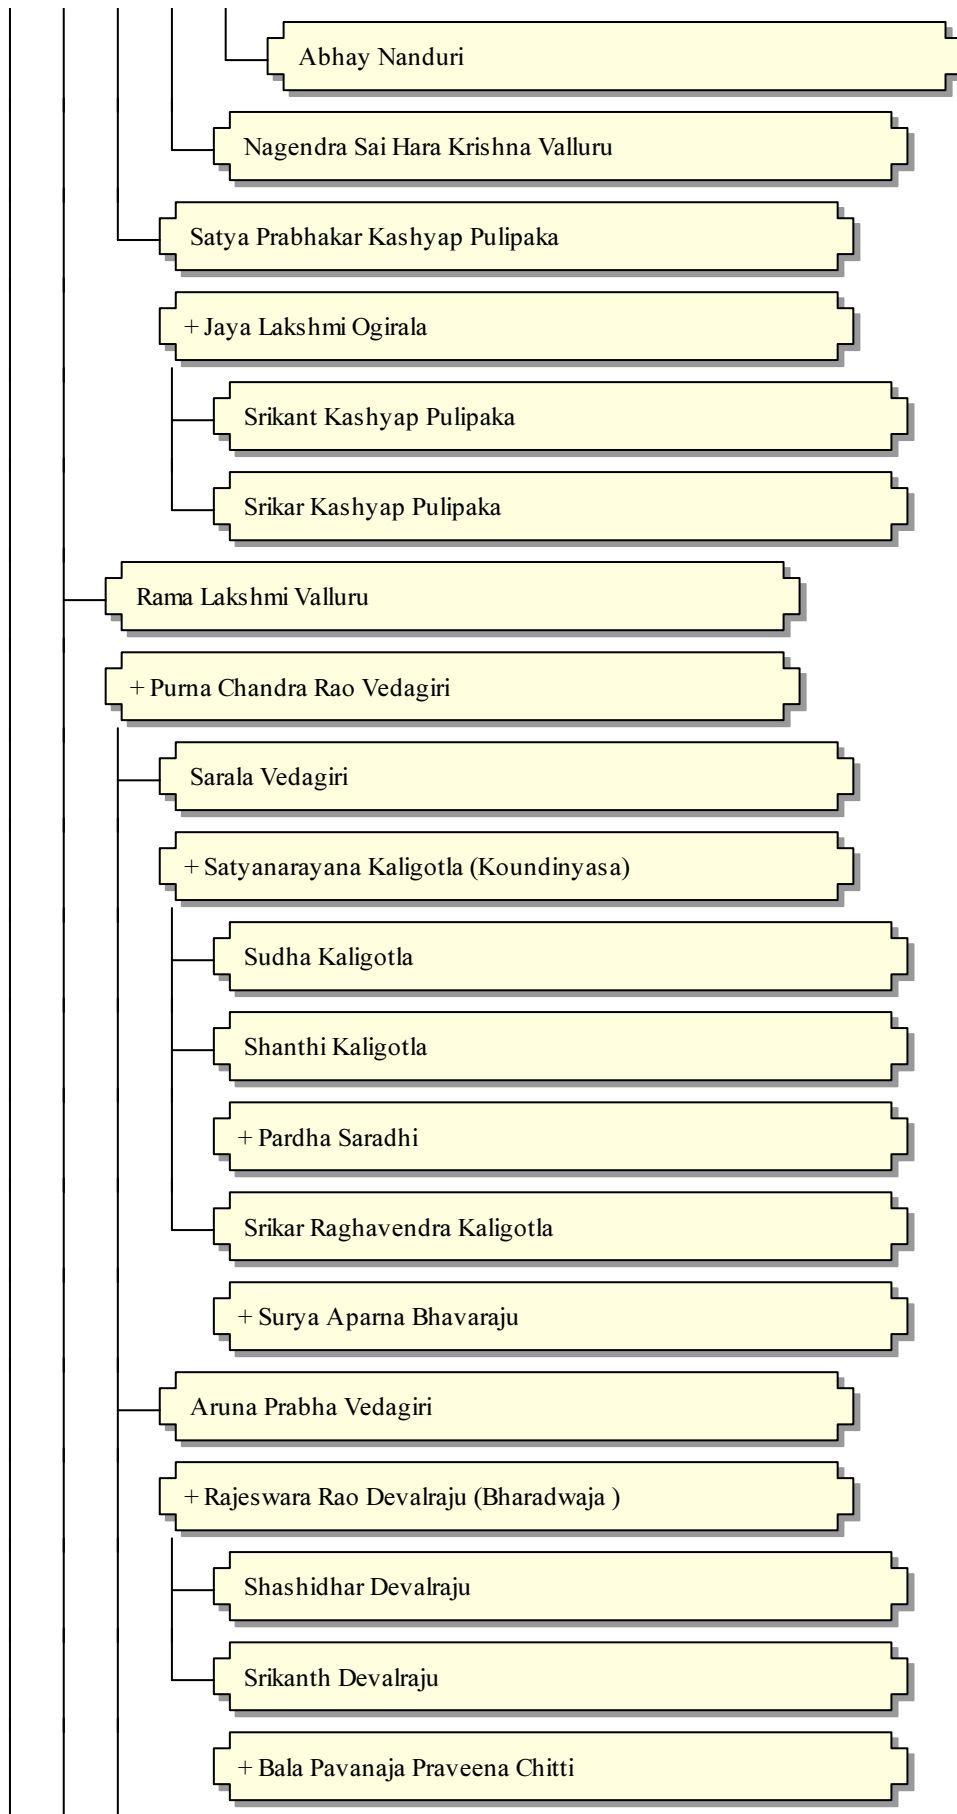 Abhay Nanduri
Nagendra Sai Hara Krishna Valluru
Satya Prabhakar Kashyap Pulipaka
+ Jaya Lakshmi Ogirala
Srikant Kashyap Pulipaka
Srikar Kashyap Pulipaka
Rama Lakshmi Valluru
+ Purna Chandra Rao Vedagiri
Sarala Vedagiri
+ Satyanarayana Kaligotla (Koundinyasa)
Sudha Kaligotla
Shanthi Kaligotla
+ Pardha Saradhi
Srikar Raghavendra Kaligotla
+ Surya Aparna Bhavaraju
Aruna Prabha Vedagiri
+ Rajeswara Rao Devalraju (Bharadwaja )
Shashidhar Devalraju
Srikanth Devalraju
+ Bala Pavanaja Praveena Chitti